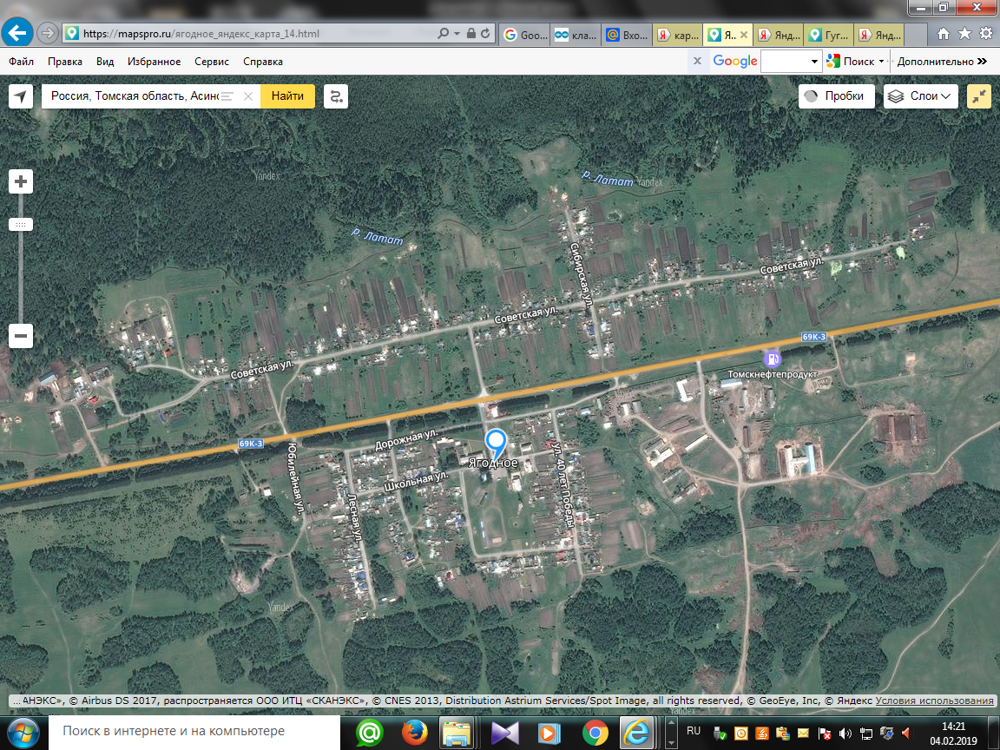 https://mapspro.ru/ягодное_яндекс_карта_14.html
Goo...
кла...
Вхо...
кар...
Я...
Янд...
Гуг...
Янд...
Файл Правка Вид Избранное Сервис Справка
x Google Поиск Дополнительно »
Россия, Томская область, Асин
Найти
Пробки
Слои
Yandex
р. Латат
Yandex
р. Латат
Сибирская ул.
Советская ул.
Советская ул.
69К-3
Томскнефтепродукт
Советская ул.
69К-3
Дорожная ул.
Юбилейная ул.
Ягодное
Ул. 40 лет Победы
Школьная ул.
Лесная ул.
Yandex
...АНЭКС», © Airbus DS 2017, распространяется ООО ИТЦ «СКАНЭКС», © CNES 2013, Distribution Astrium Services/Spot Image, all rights reserved, © GeoEye, Inc, © Яндекс Условия использования
Yandex
Поиск в интернете и на компьютере
RU
14:21
04.02.2019